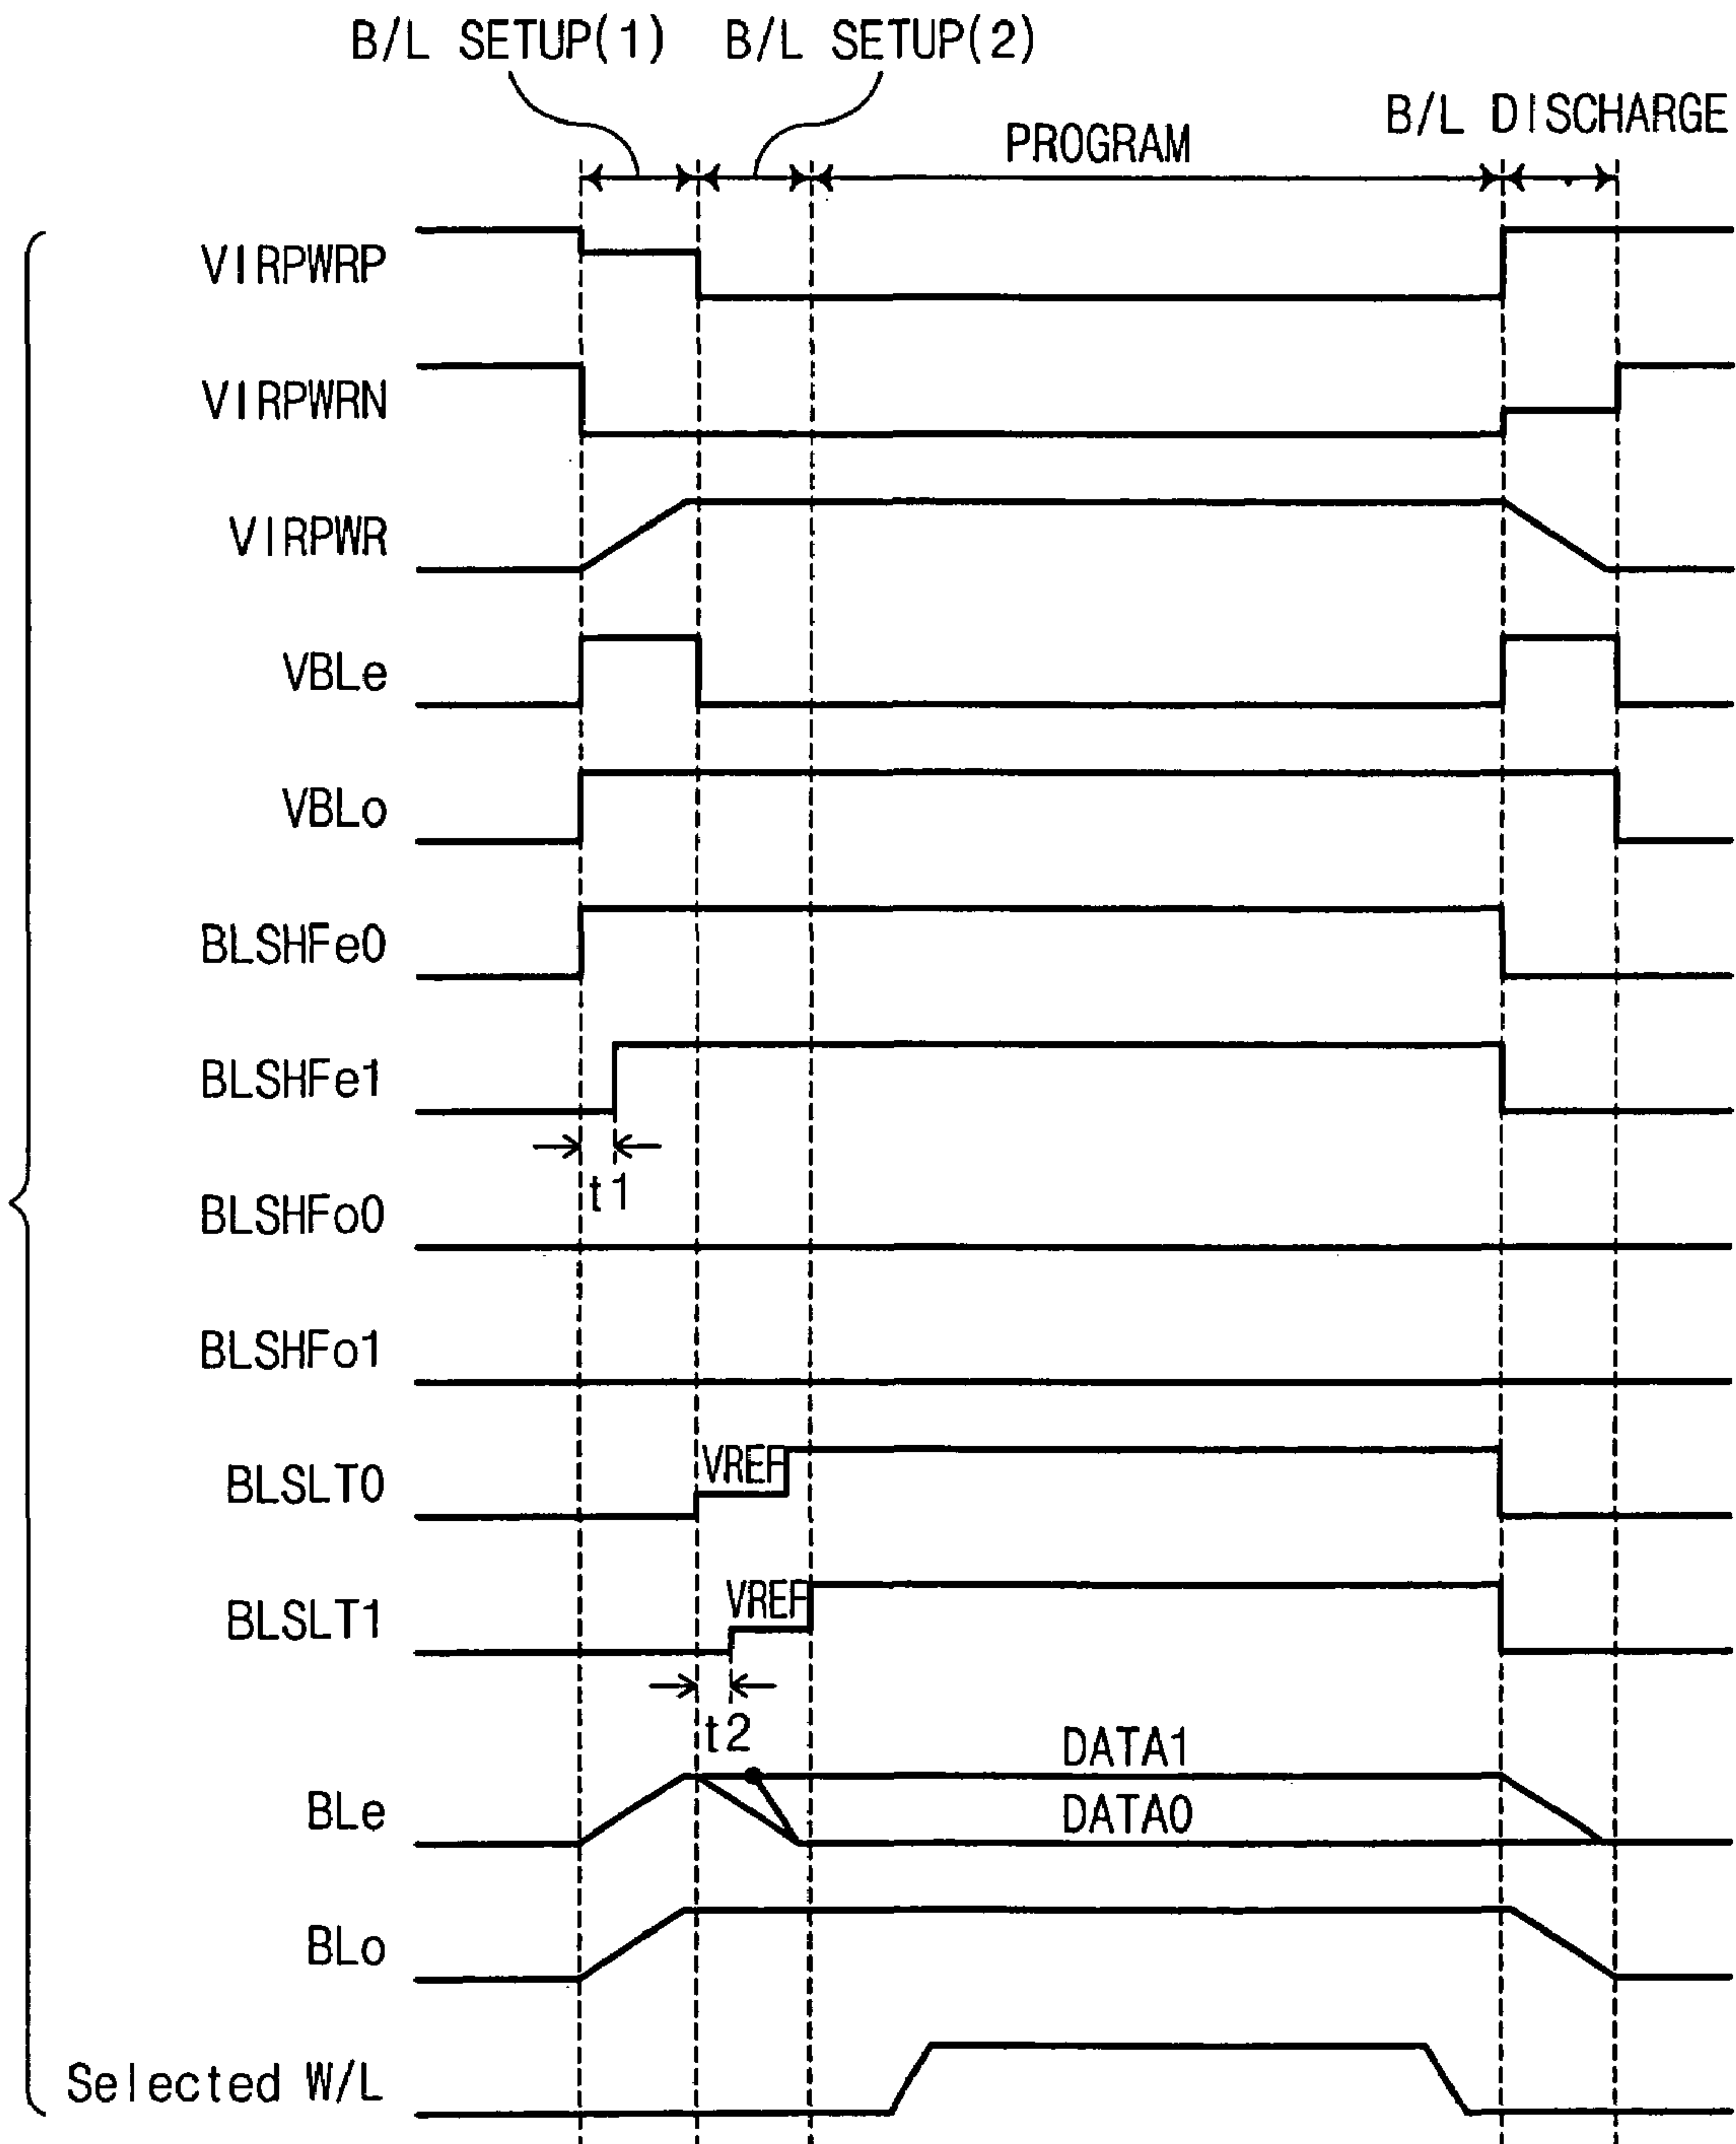 B/L SETUP(1) B/L SETUP(2)
B/L DISCHARGE
PROGRAM
VIRPWRP
VIRPWRN
VIRPWR
VBLe
VBLo
BLSHFe0
BLSHFe1
t1
BLSHFo0
BLSHFo1
VREF
BLSLT0
VREF
BLSLT1
t2
DATA1
BLe
DATA0
BLo
Selected W/L